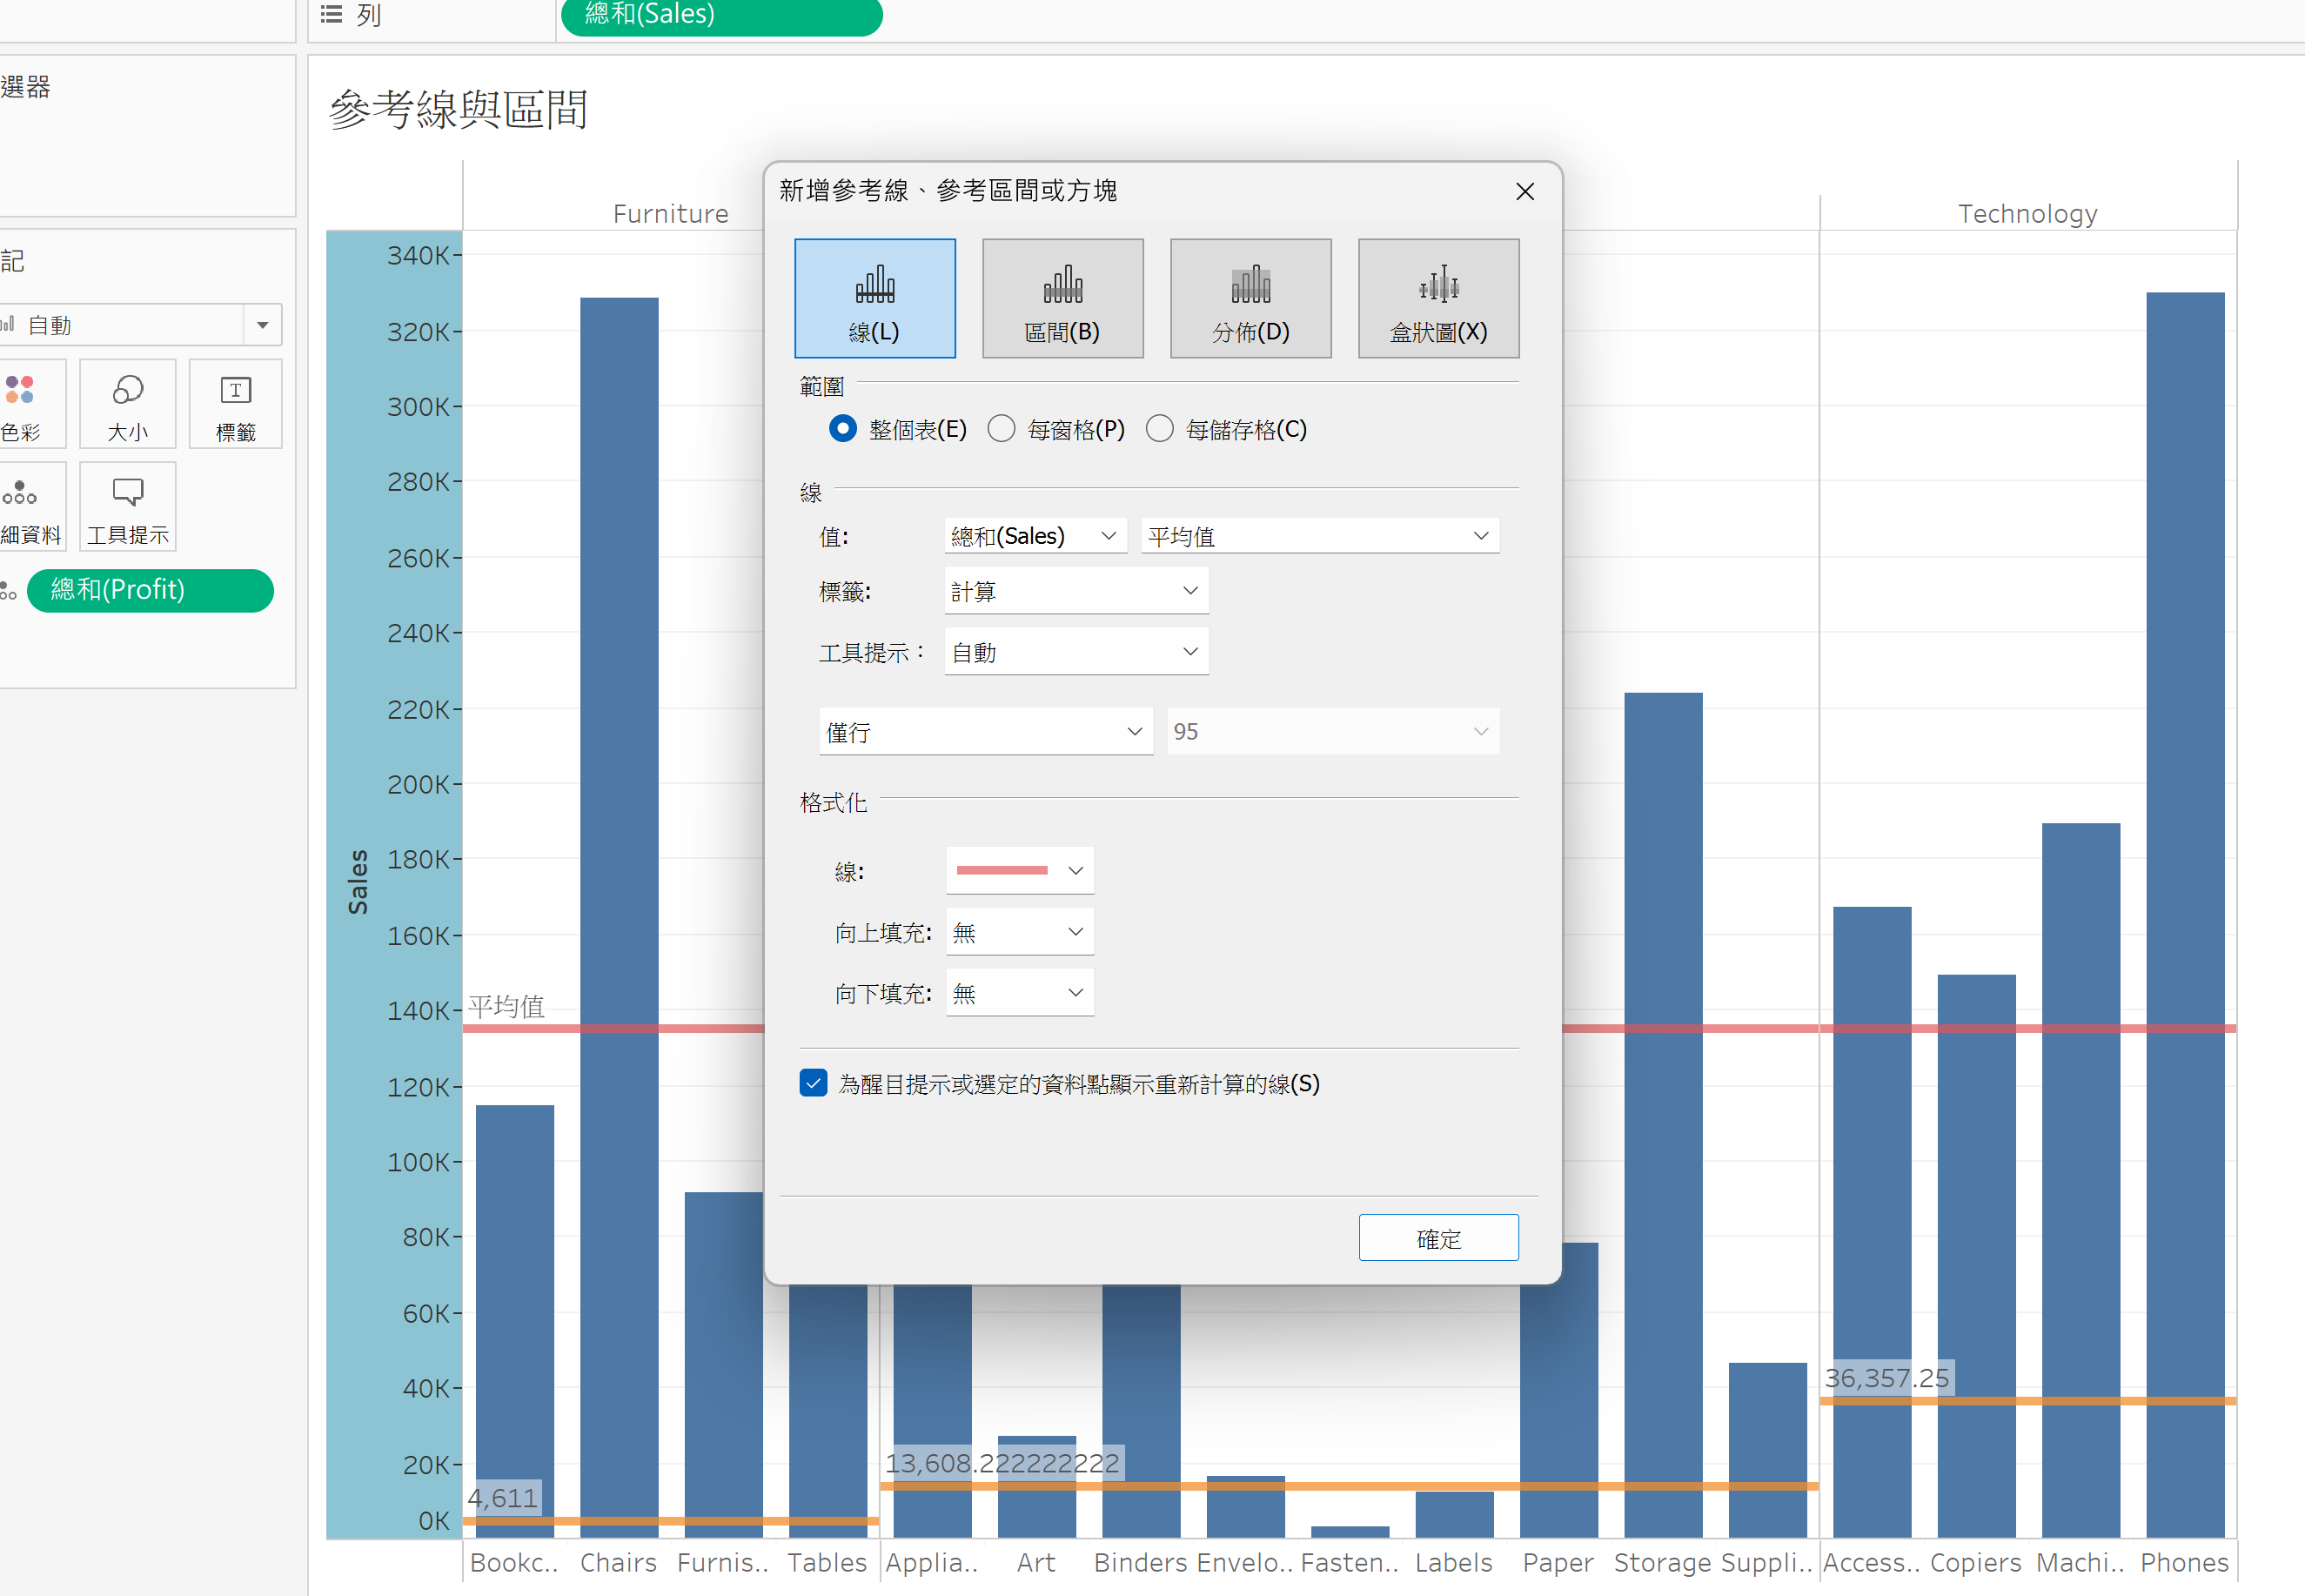 列
總和(Sales)
選器
參考線與區間
記
自動
色彩
大小
標籤
細資料
工具提示
總和(Profit)
Furniture
Technology
新增參考線、參考區間或方塊
線(L)
區間(B)
分佈(D)
盒狀圖(X)
範圍
整個表(E)
每窗格(P)
每儲存格(C)
線
值:
總和(Sales)
平均值
標籤:
計算
工具提示：
自動
僅行
95
格式化
線:
向上填充:
無
向下填充:
無
為醒目提示或選定的資料點顯示重新計算的線(S)
確定
Sales
340K
320K
300K
280K
260K
240K
220K
200K
180K
160K
140K
120K
100K
80K
60K
40K
20K
0K
平均值
4,611
13,608.222222222
36,357.25
Bookc..
Chairs
Furnis..
Tables
Applia..
Art
Binders
Envelo..
Fasten..
Labels
Paper
Storage
Suppli..
Access..
Copiers
Machi..
Phones